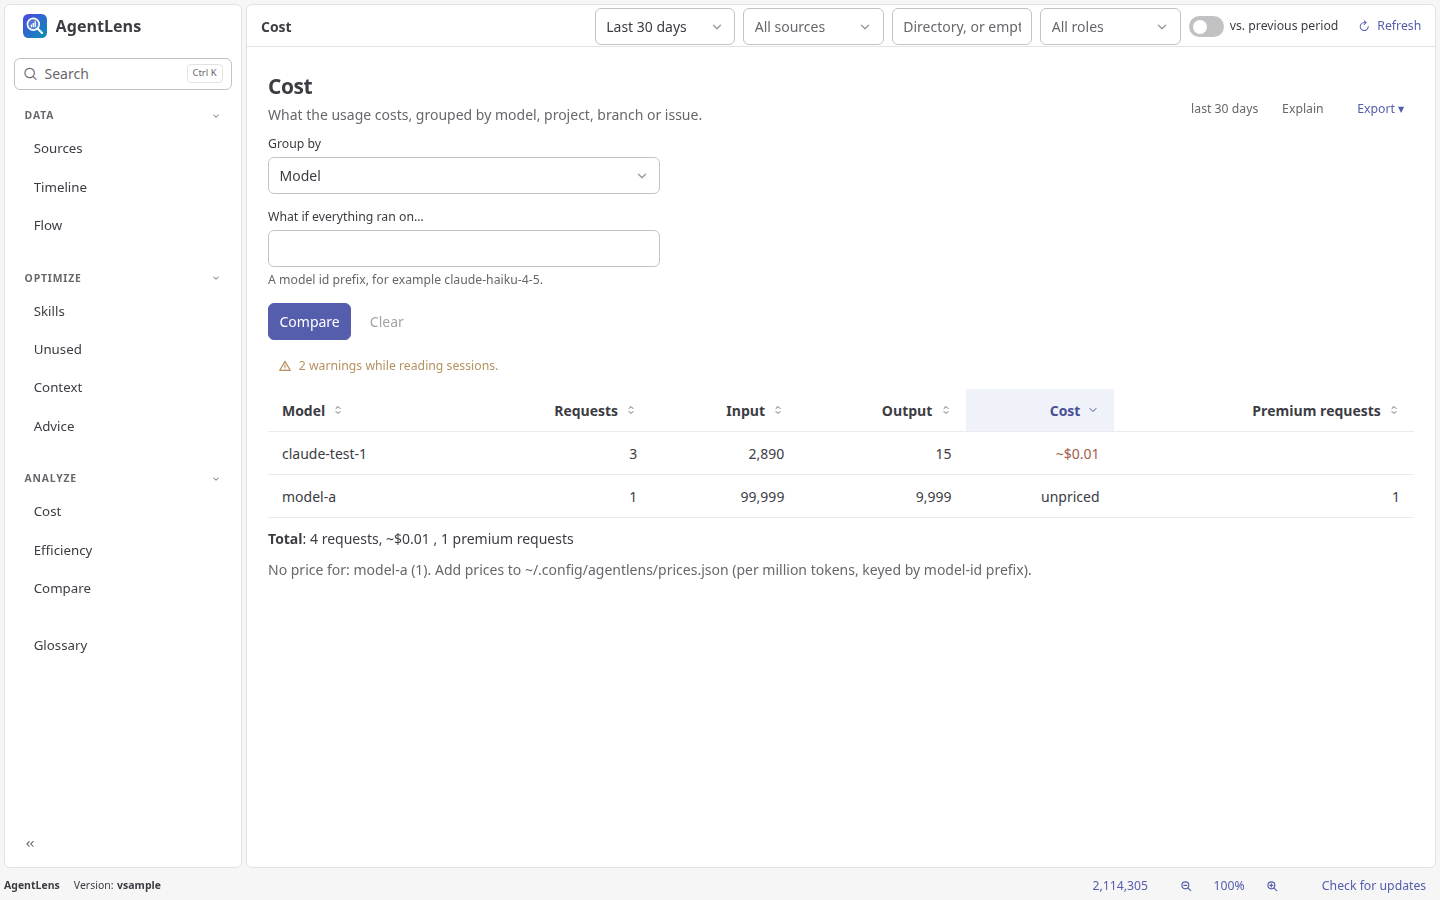 AgentLens
Search
Ctrl K
DATA
Sources
Timeline
Flow
OPTIMIZE
Skills
Unused
Context
Advice
ANALYZE
Cost
Efficiency
Compare
Glossary
«
Cost
Last 30 days
All sources
Directory, or empt
All roles
vs. previous period
Refresh
Cost
What the usage costs, grouped by model, project, branch or issue.
last 30 days
Explain
Export ▾
Group by
Model
What if everything ran on...
A model id prefix, for example claude-haiku-4-5.
Compare
Clear
2 warnings while reading sessions.
Model Requests Input Output Cost Premium requests
claude-test-1 3 2,890 15 ~$0.01
model-a 1 99,999 9,999 unpriced 1
Total: 4 requests, ~$0.01 , 1 premium requests
No price for: model-a (1). Add prices to ~/.config/agentlens/prices.json (per million tokens, keyed by model-id prefix).
AgentLens Version: vsample
2,114,305
100%
Check for updates